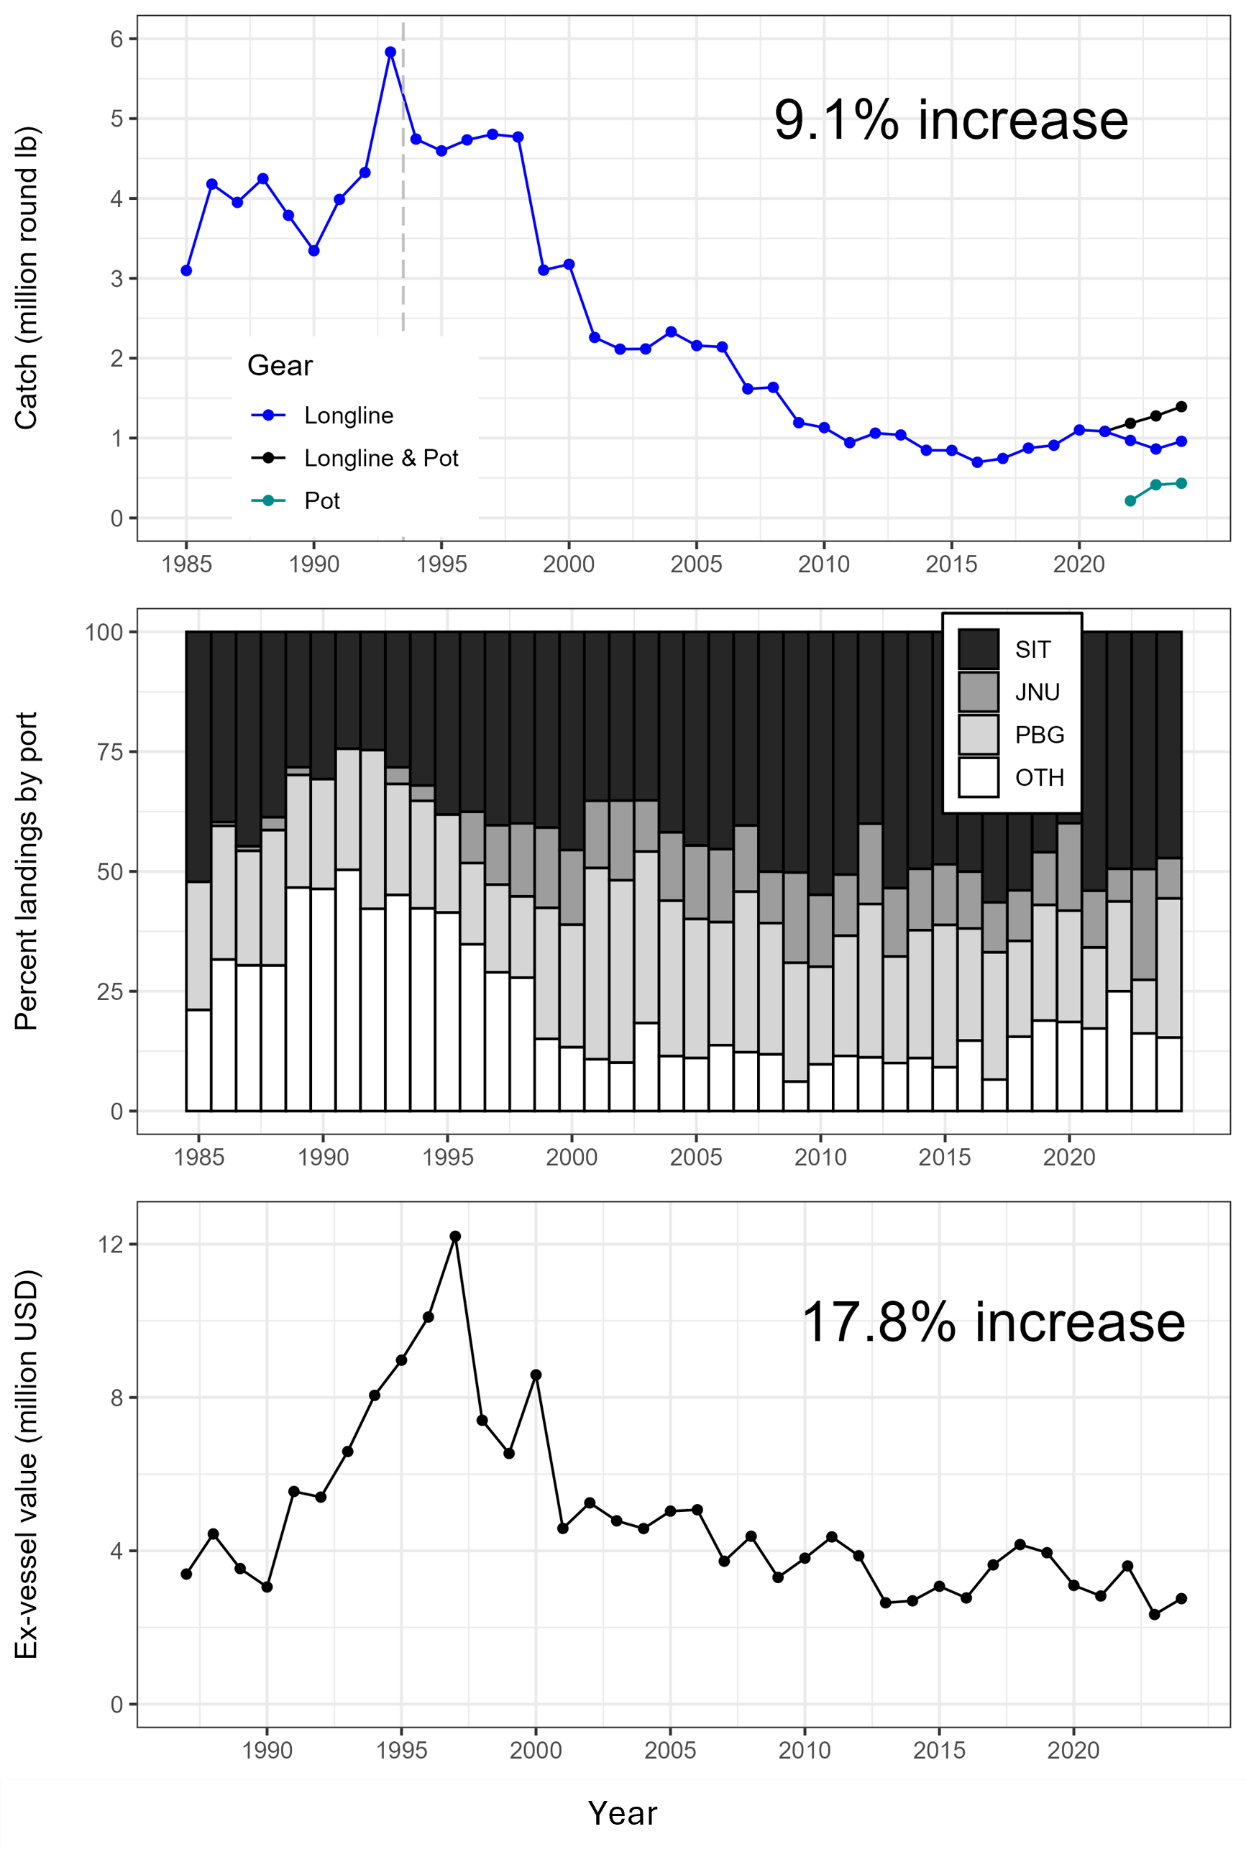 Catch (million round lb)
6
5
4
3
2
1
0
9.1% increase
Gear
Longline
Longline & Pot
Pot
1985
1990
1995
2000
2005
2010
2015
2020
Percent landings by port
100
75
50
25
0
SIT
JNU
PBG
OTH
1985
1990
1995
2000
2005
2010
2015
2020
Ex-vessel value (million USD)
12
8
4
0
17.8% increase
1990
1995
2000
2005
2010
2015
2020
Year